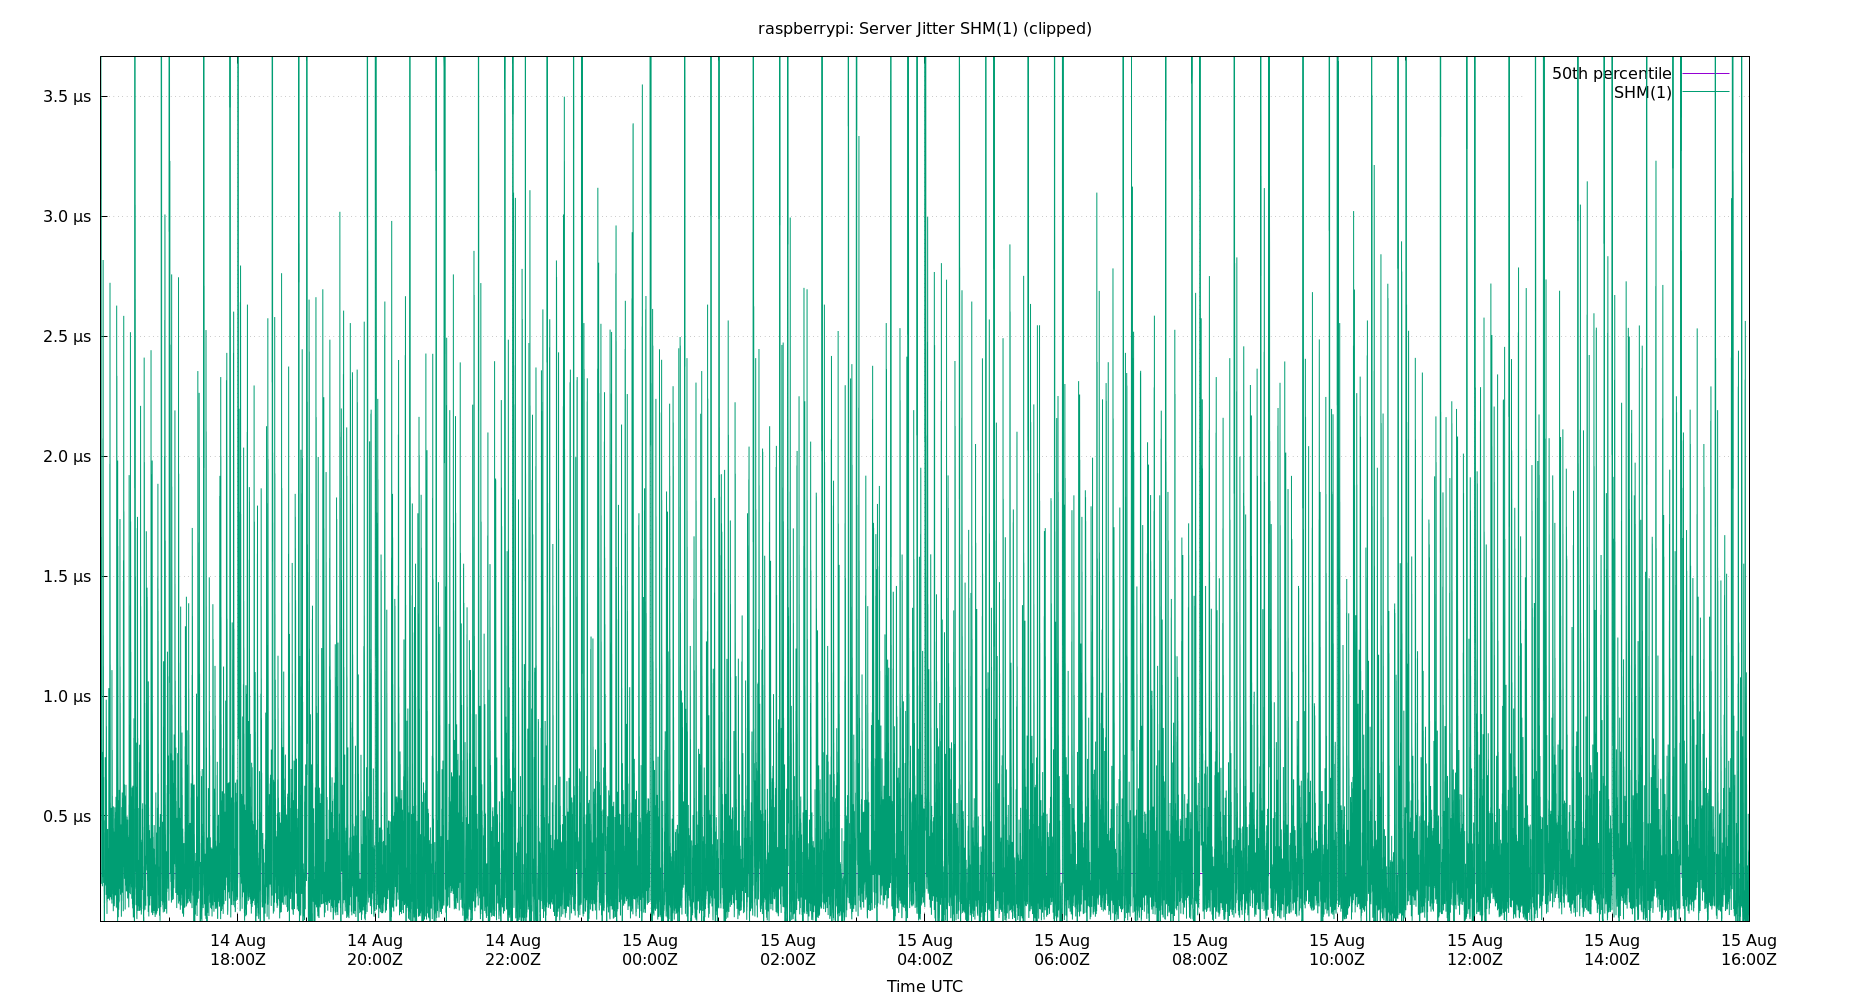 raspberrypi: Server Jitter SHM(1) (clipped)
50th percentile
SHM(1)
3.5 µs
3.0 µs
2.5 µs
2.0 µs
1.5 µs
1.0 µs
0.5 µs
14 Aug 14 Aug 14 Aug 15 Aug 15 Aug 15 Aug 15 Aug 15 Aug 15 Aug 15 Aug 15 Aug 15 Aug
18:00Z 20:00Z 22:00Z 00:00Z 02:00Z 04:00Z 06:00Z 08:00Z 10:00Z 12:00Z 14:00Z 16:00Z
Time UTC